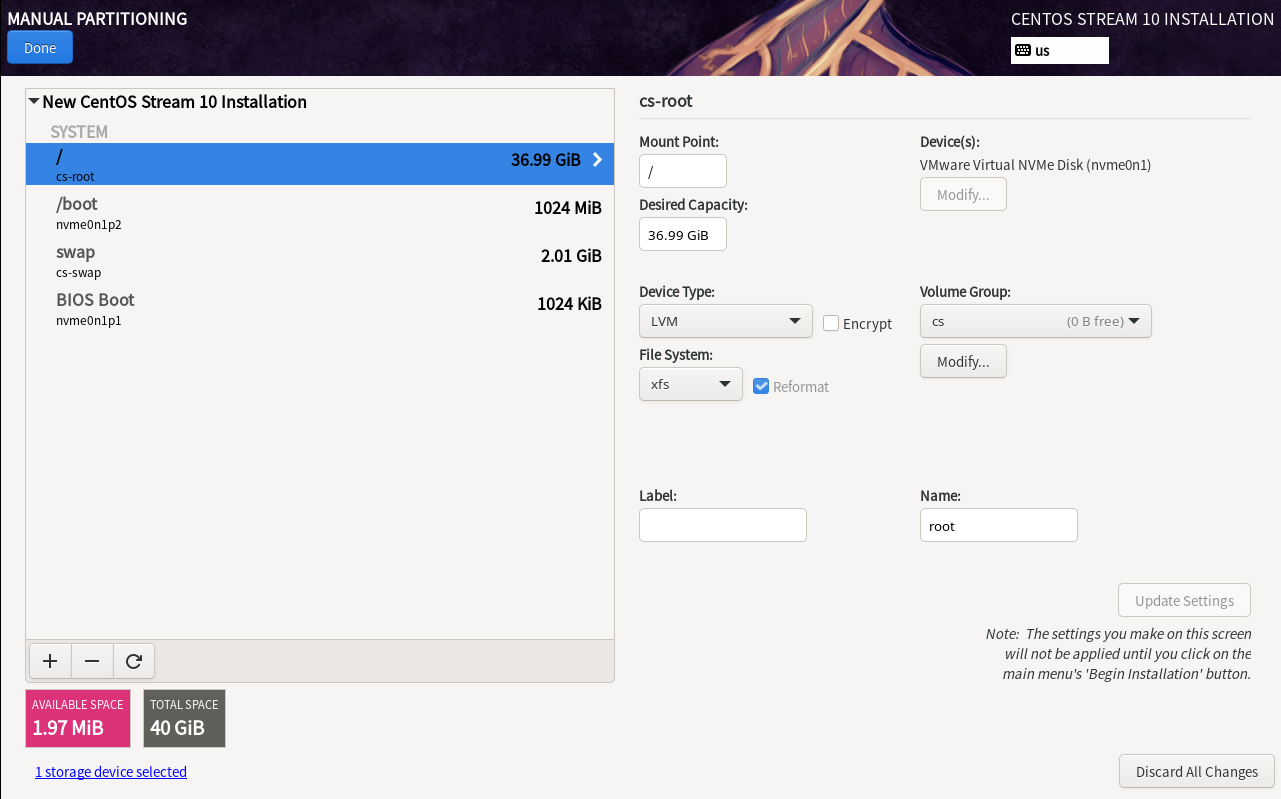 MANUAL PARTITIONING
CENTOS STREAM 10 INSTALLATION
Done
us
New CentOS Stream 10 Installation
SYSTEM
/
36.99 GiB
cs-root
/boot
1024 MiB
nvme0n1p2
swap
2.01 GiB
cs-swap
BIOS Boot
1024 KiB
nvme0n1p1
AVAILABLE SPACE
1.97 MiB
TOTAL SPACE
40 GiB
1 storage device selected
cs-root
Mount Point:
/
Device(s):
VMware Virtual NVMe Disk (nvme0n1)
Modify...
Desired Capacity:
36.99 GiB
Device Type:
LVM
Encrypt
Volume Group:
cs (0 B free)
Modify...
File System:
xfs
Reformat
Label:
Name:
root
Update Settings
Note:  The settings you make on this screen
will not be applied until you click on the
main menu's 'Begin Installation' button.
Discard All Changes